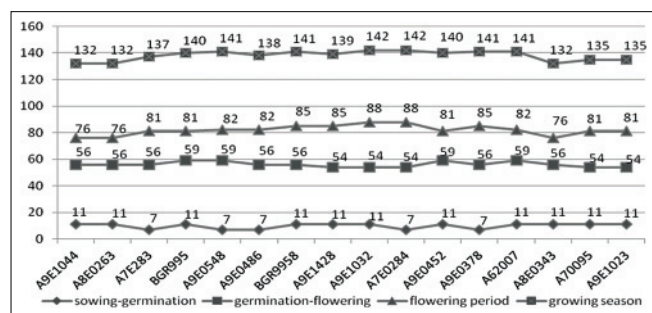 160
140
120
100
80
60
40
20
0
132 132 137 140 141 138 141 139 142 142 140 141 141 132 135 135
76 76 81 81 82 82 85 85 88 88 81 85 82 76 81 81
56 56 56 59 59 56 56 54 54 54 59 56 59 56 54 54
11 11 7 11 7 7 11 11 11 7 11 7 11 11 11 11
A9E1044 A8E0263 A7E283 BGR995 A9E0548 A9E0486 BGR9958 A9E1428 A9E1032 A7E0284 A9E0452 A9E0378 A62007 A8E0343 A70095 A9E1023
sowing-germination germination-flowering flowering period growing season